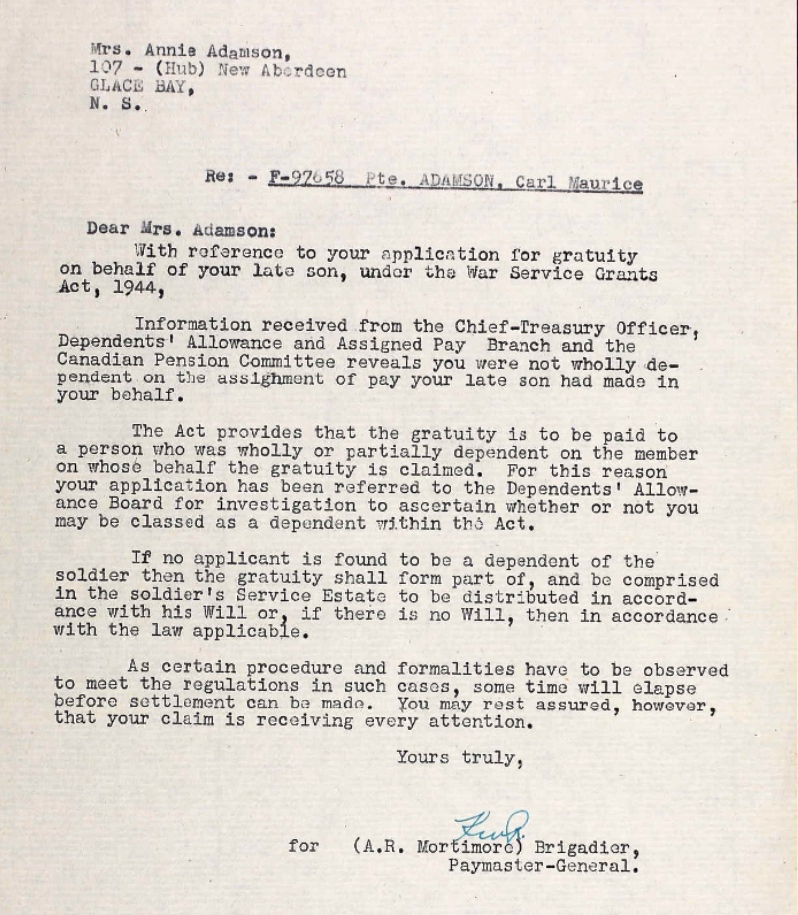 Mrs. Annie Adamson,
107 - (Hub) New Aberdeen
GLACE BAY,
N. S.
Re: - F-97658 Pte. ADAMSON, Carl Maurice
Dear Mrs. Adamson:
With reference to your application for gratuity
on behalf of your late son, under the War Service Grants
Act, 1944,
Information received from the Chief-Treasury Officer,
Dependents' Allowance and Assigned Pay Branch and the
Canadian Pension Committee reveals you were not wholly de-
pendent on the assighment of pay your late son had made in
your behalf.
The Act provides that the gratuity is to be paid to
a person who was wholly or partially dependent on the member
on whose behalf the gratuity is claimed. For this reason
your application has been referred to the Dependents' Allow-
ance Board for investigation to ascertain whether or not you
may be classed as a dependent within the Act.
If no applicant is found to be a dependent of the
soldier then the gratuity shall form part of, and be comprised
in the soldier's Service Estate to be distributed in accord-
ance with his Will or, if there is no Will, then in accordance
with the law applicable.
As certain procedure and formalities have to be observed
to meet the regulations in such cases, some time will elapse
before settlement can be made. You may rest assured, however,
that your claim is receiving every attention.
Yours truly,
for (A.R. Mortimore) Brigadier,
Paymaster-General.